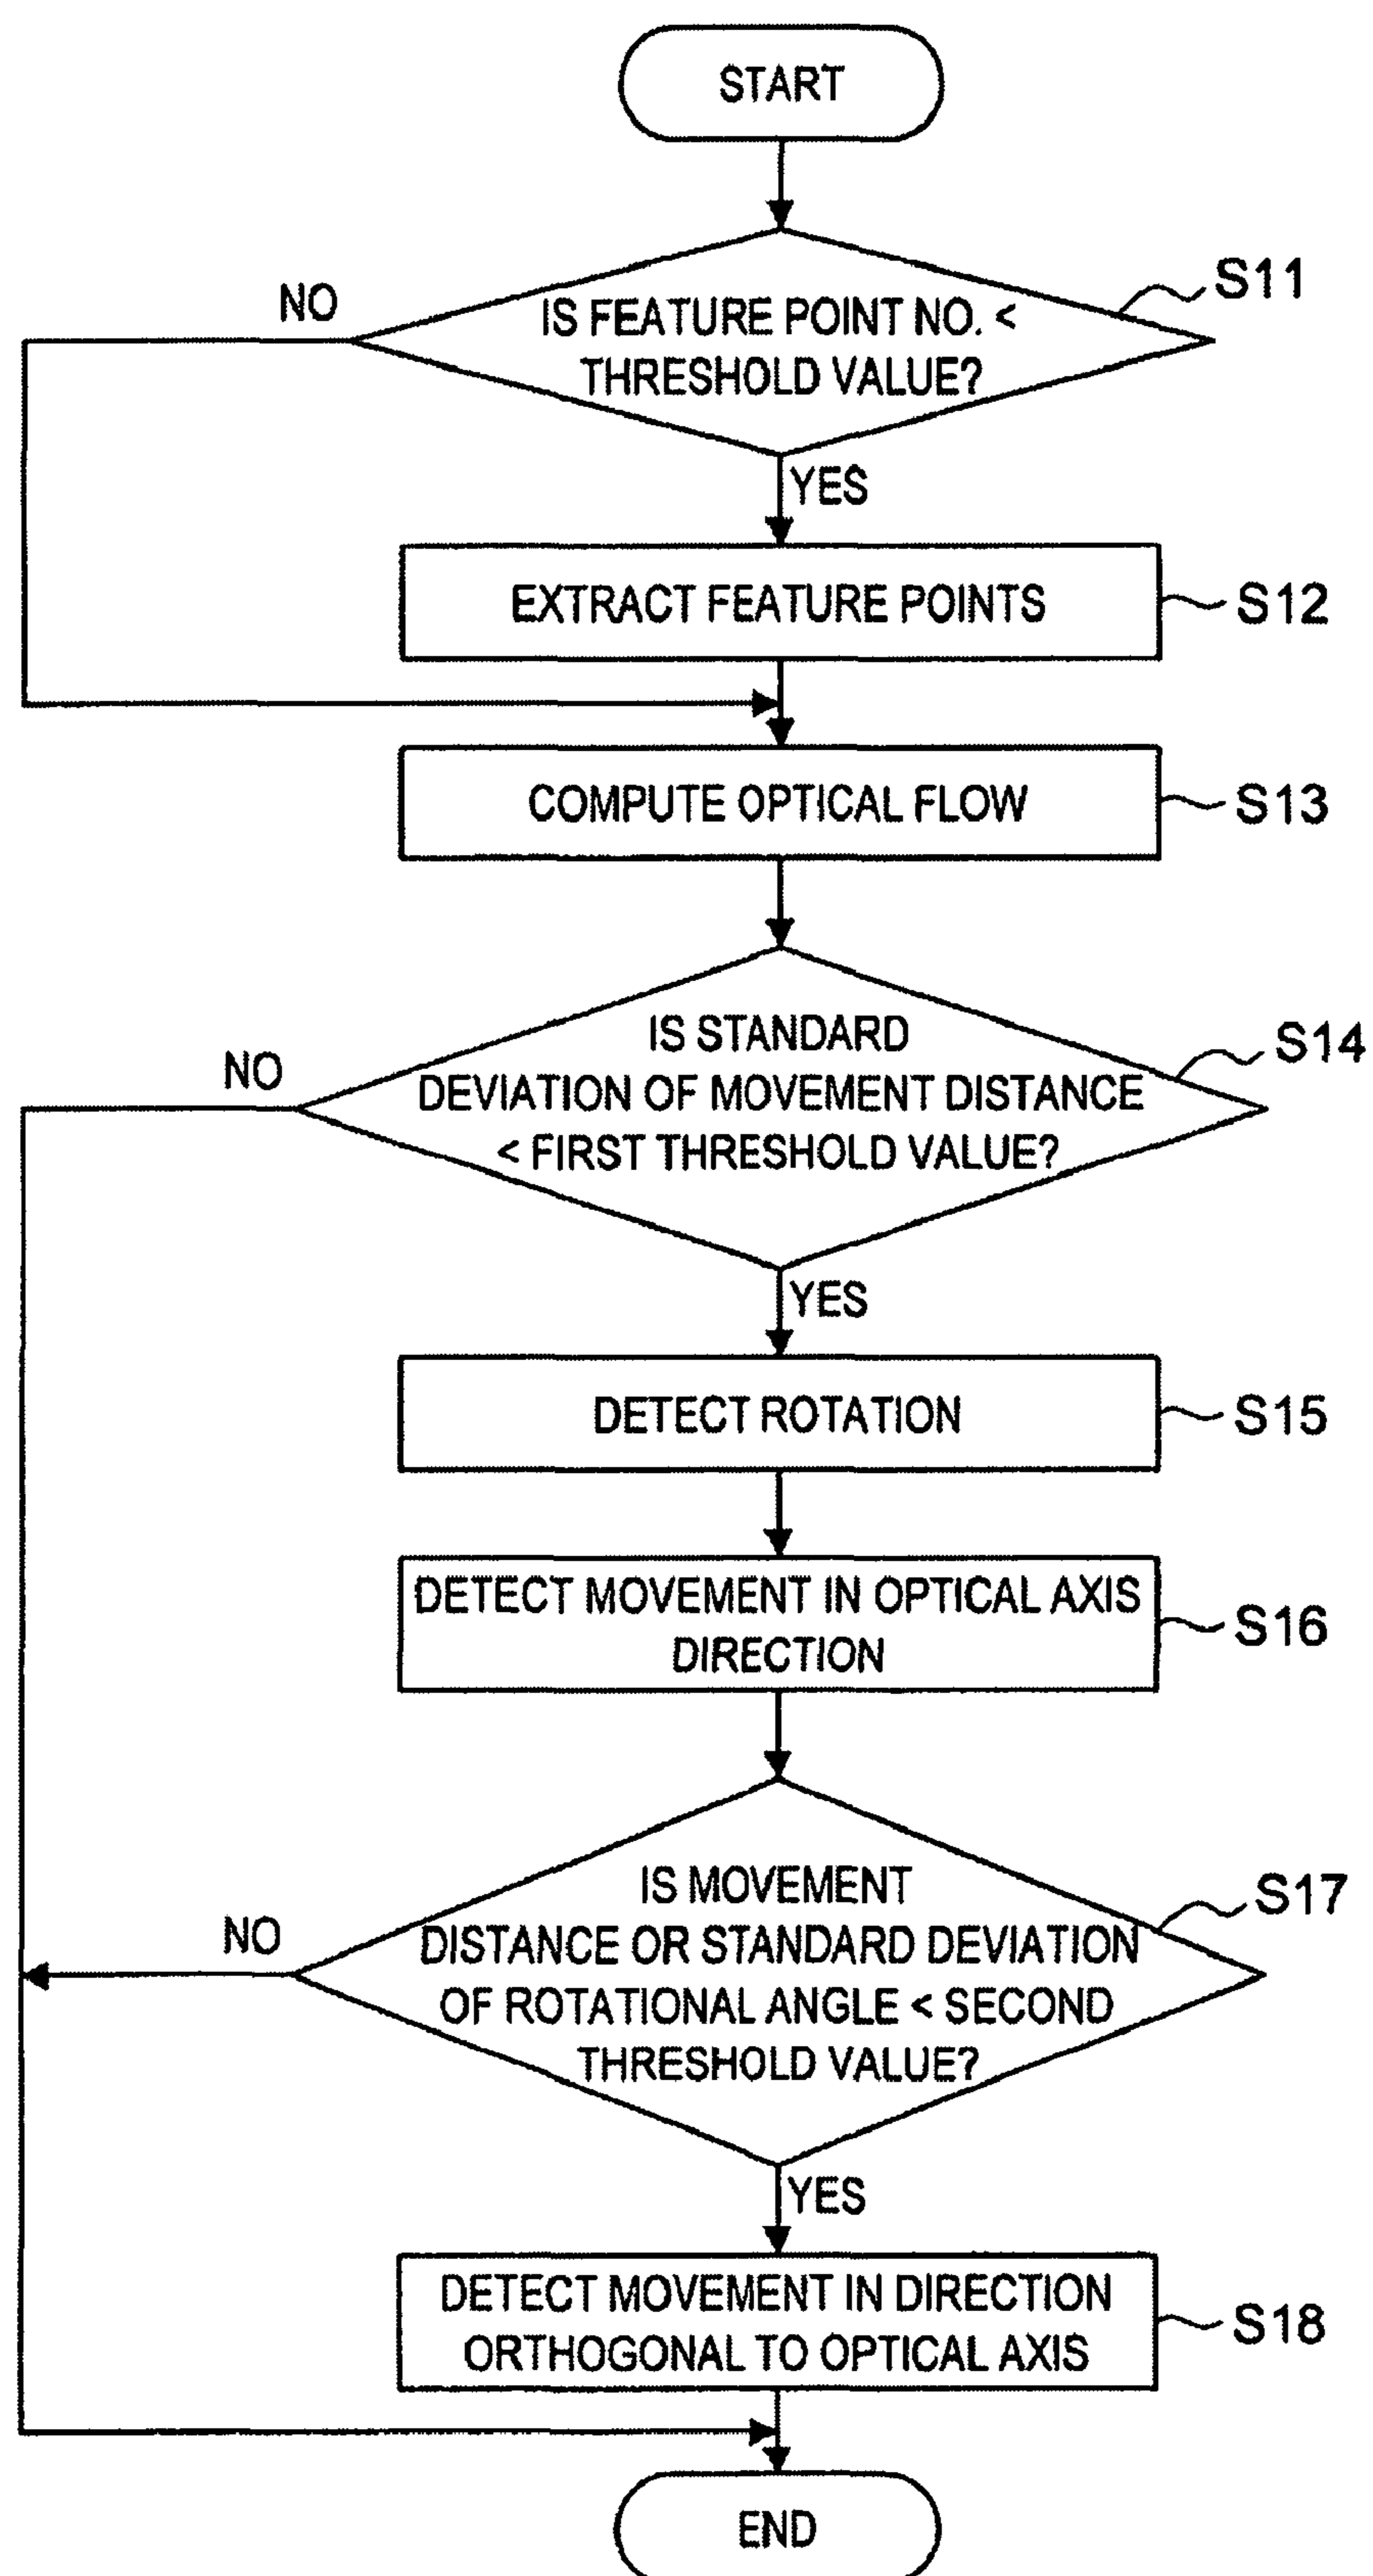 START
NO
IS FEATURE POINT NO. <
THRESHOLD VALUE?
S11
YES
EXTRACT FEATURE POINTS
S12
COMPUTE OPTICAL FLOW
S13
NO
IS STANDARD
DEVIATION OF MOVEMENT DISTANCE
< FIRST THRESHOLD VALUE?
S14
YES
DETECT ROTATION
S15
DETECT MOVEMENT IN OPTICAL AXIS
DIRECTION
S16
NO
IS MOVEMENT
DISTANCE OR STANDARD DEVIATION
OF ROTATIONAL ANGLE < SECOND
THRESHOLD VALUE?
S17
YES
DETECT MOVEMENT IN DIRECTION
ORTHOGONAL TO OPTICAL AXIS
S18
END